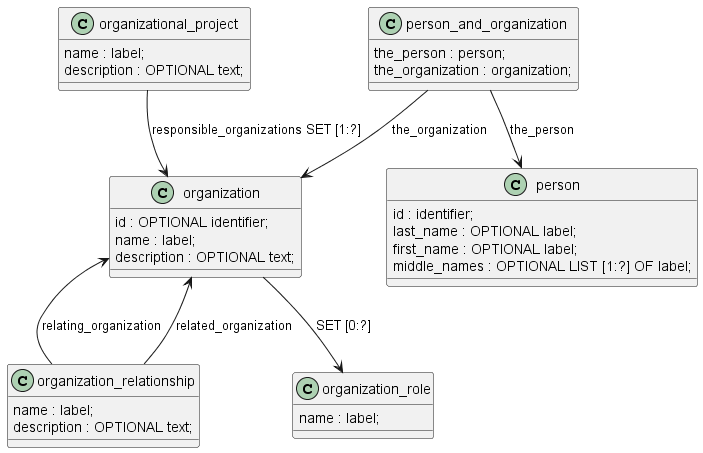 C organizational_project
name : label;
description : OPTIONAL text;
C person_and_organization
the_person : person;
the_organization : organization;
responsible_organizations SET [1:?]
the_organization
the_person
C organization
id : OPTIONAL identifier;
name : label;
description : OPTIONAL text;
C person
id : identifier;
last_name : OPTIONAL label;
first_name : OPTIONAL label;
middle_names : OPTIONAL LIST [1:?] OF label;
relating_organization
related_organization
SET [0:?]
C organization_relationship
name : label;
description : OPTIONAL text;
C organization_role
name : label;